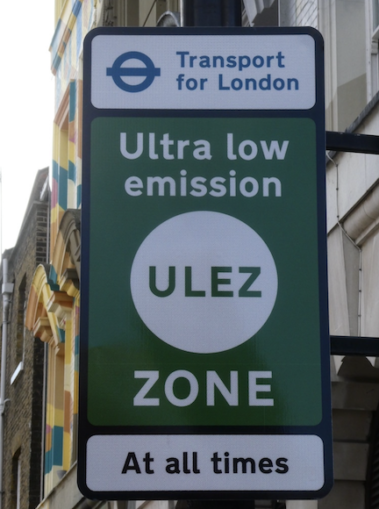 Transport
for London
Ultra low
emission
ULEZ
ZONE
At all times